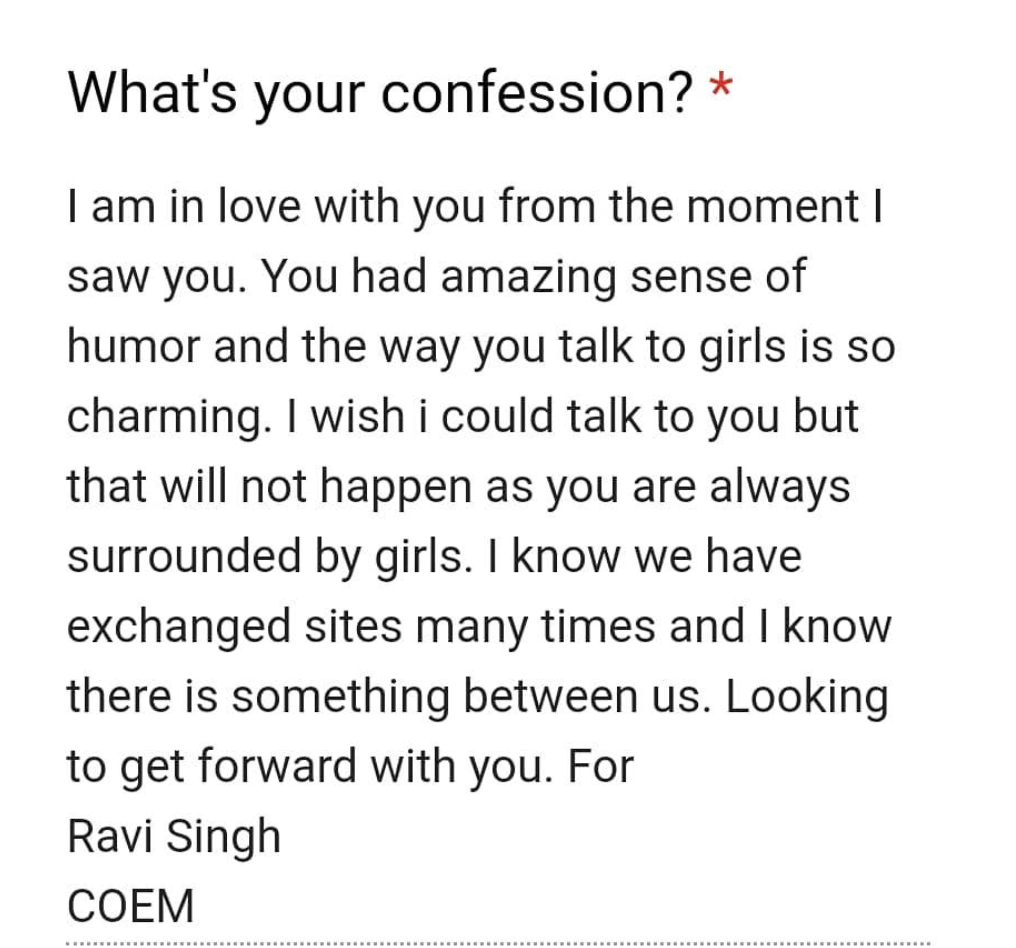 What's your confession? *
I am in love with you from the moment I
saw you. You had amazing sense of
humor and the way you talk to girls is so
charming. I wish i could talk to you but
that will not happen as you are always
surrounded by girls. I know we have
exchanged sites many times and I know
there is something between us. Looking
to get forward with you. For
Ravi Singh
COEM